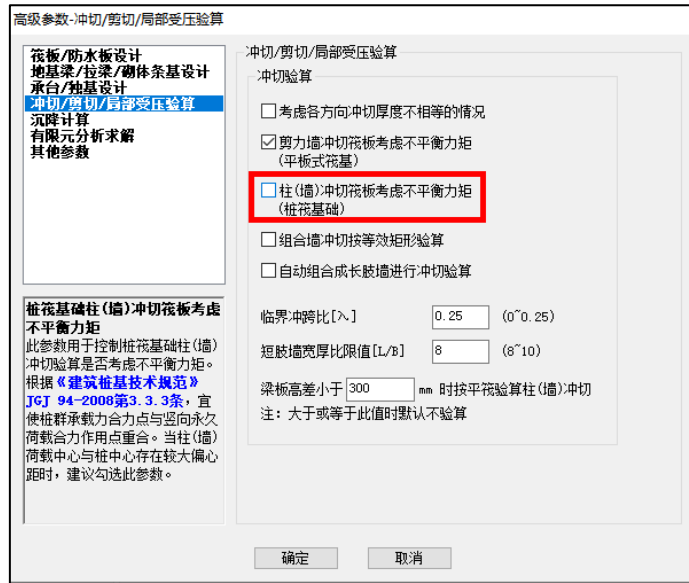 高级参数-冲切/剪切/局部受压验算
筏板/防水板设计
地基梁/拉梁/砌体条基设计
承台/独基设计
冲切/剪切/局部受压验算
沉降计算
有限元分析求解
其他参数
桩筏基础柱(墙)冲切筏板考虑
不平衡力矩
此参数用于控制桩筏基础柱(墙)
冲切验算是否考虑不平衡力矩。
根据《建筑桩基技术规范》
JGJ 94-2008第3.3.3条，宜
使桩群承载力合力点与竖向永久
荷载合力作用点重合。当柱(墙)
荷载中心与桩中心存在较大偏心
距时，建议勾选此参数。
冲切/剪切/局部受压验算
冲切验算
考虑各方向冲切厚度不相等的情况
剪力墙冲切筏板考虑不平衡力矩
(平板式筏基)
柱(墙)冲切筏板考虑不平衡力矩
(桩筏基础)
组合墙冲切按等效矩形验算
自动组合成长肢墙进行冲切验算
临界冲跨比[λ] 0.25 (0~0.25)
短肢墙宽厚比限值[L/B] 8 (8~10)
梁板高差小于 300 mm 时按平筏验算柱(墙)冲切
注：大于或等于此值时默认不验算
确定 取消